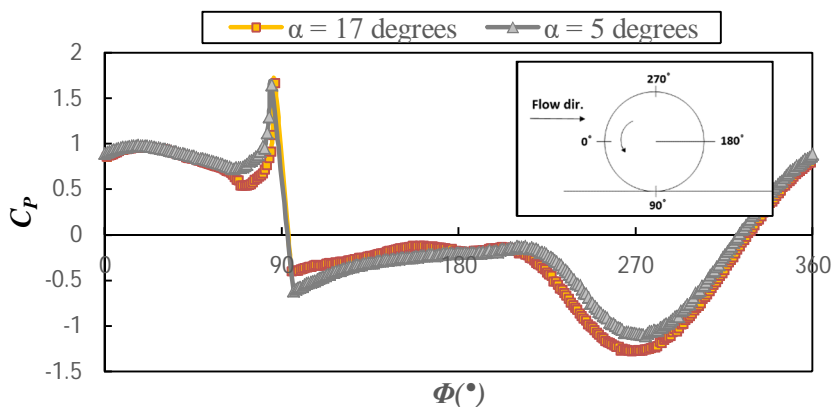 α = 17 degrees α = 5 degrees
2
1.5
1
0.5
0
-0.5
-1
-1.5
C_P
0 90 180 270 360
Φ(°)
270˚
Flow dir.
0˚ 180˚
90˚